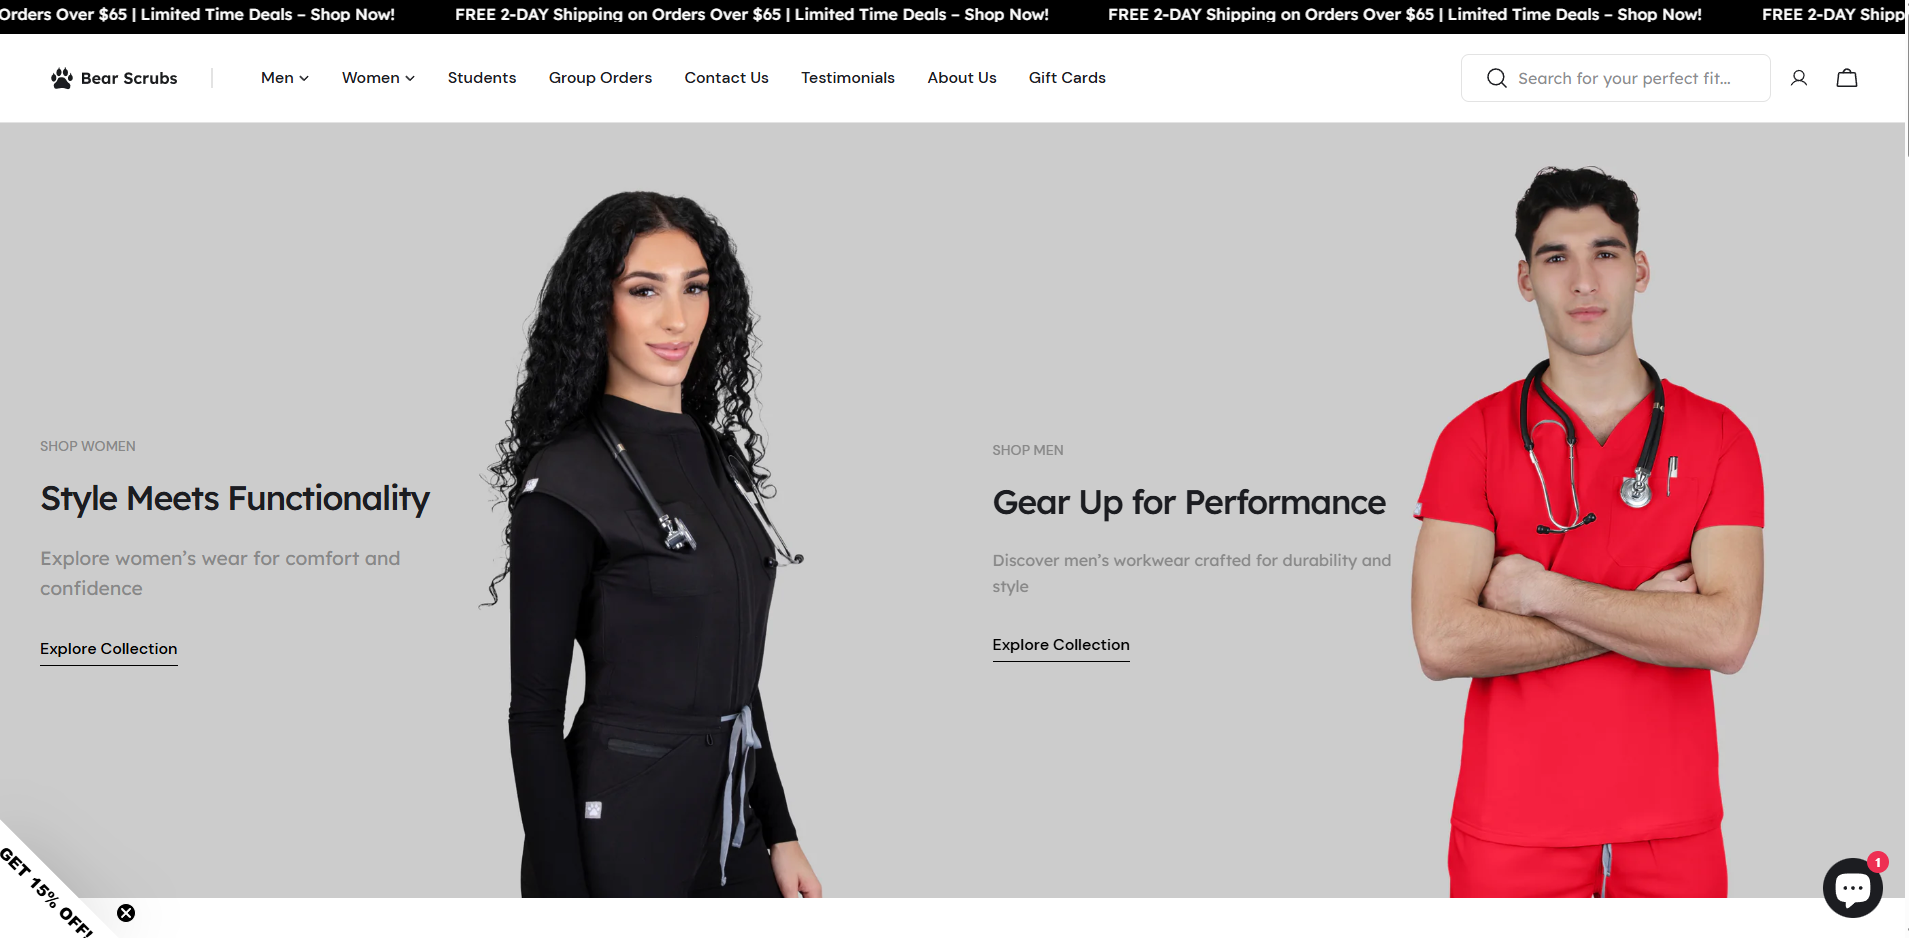 Orders Over $65 | Limited Time Deals – Shop Now! FREE 2-DAY Shipping on Orders Over $65 | Limited Time Deals – Shop Now! FREE 2-DAY Shipping on Orders Over $65 | Limited Time Deals – Shop Now! FREE 2-DAY Shipp
Bear Scrubs Men Women Students Group Orders Contact Us Testimonials About Us Gift Cards Search for your perfect fit...
SHOP WOMEN
Style Meets Functionality
Explore women’s wear for comfort and
confidence
Explore Collection
SHOP MEN
Gear Up for Performance
Discover men’s workwear crafted for durability and
style
Explore Collection
GET 15% OFF!
1